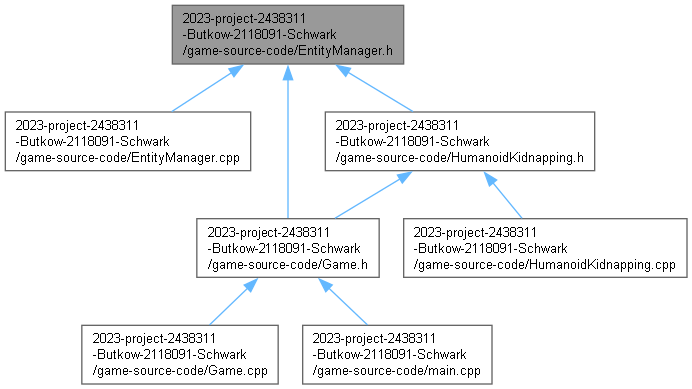 2023-project-2438311
-Butkow-2118091-Schwark
/game-source-code/EntityManager.h
2023-project-2438311
-Butkow-2118091-Schwark
/game-source-code/EntityManager.cpp
2023-project-2438311
-Butkow-2118091-Schwark
/game-source-code/HumanoidKidnapping.h
2023-project-2438311
-Butkow-2118091-Schwark
/game-source-code/Game.h
2023-project-2438311
-Butkow-2118091-Schwark
/game-source-code/HumanoidKidnapping.cpp
2023-project-2438311
-Butkow-2118091-Schwark
/game-source-code/Game.cpp
2023-project-2438311
-Butkow-2118091-Schwark
/game-source-code/main.cpp